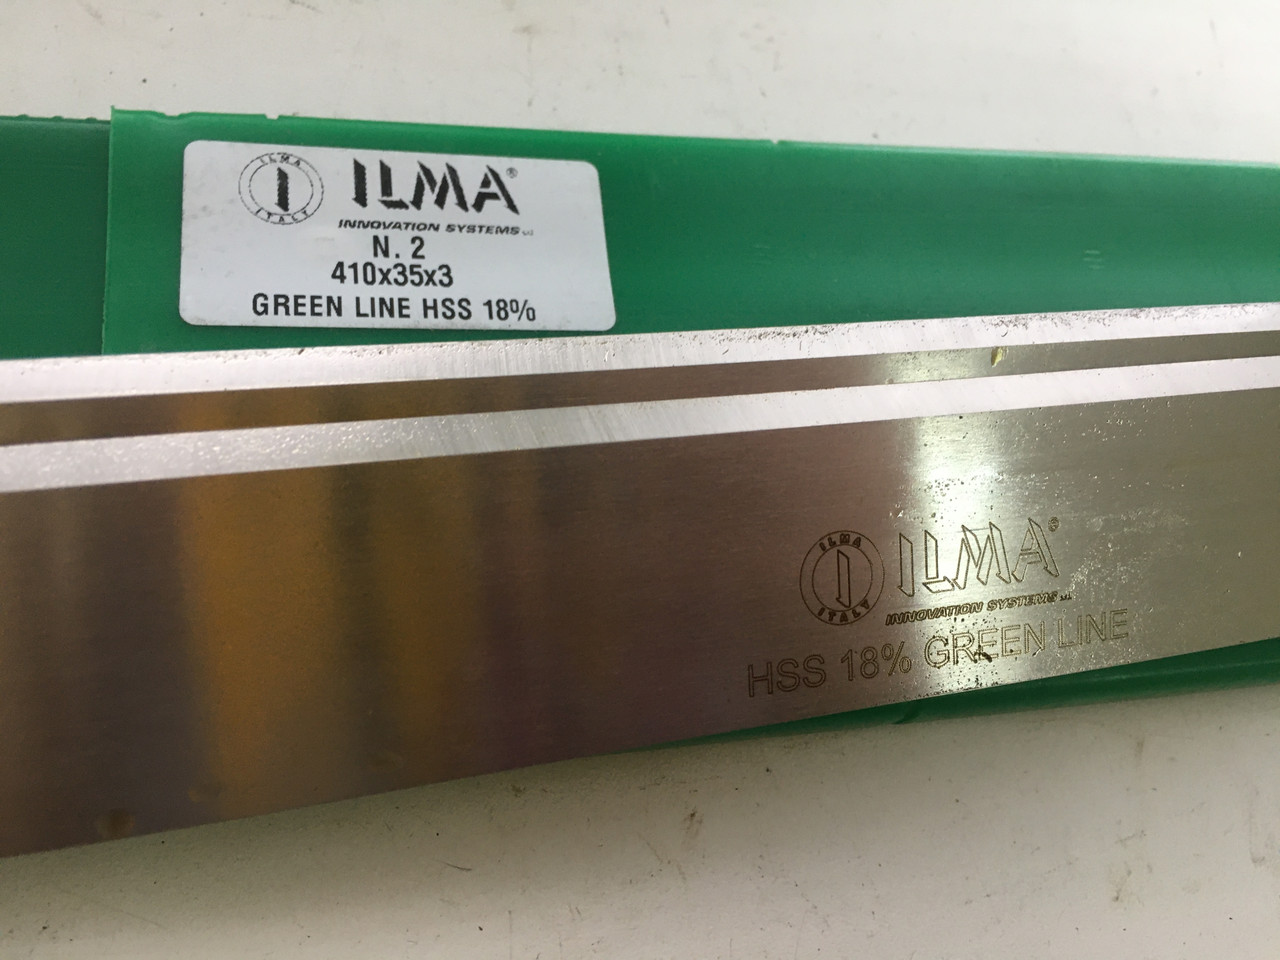 ILMA
ITALY
ILMA®
INNOVATION SYSTEMS srl
N. 2
410x35x3
GREEN LINE HSS 18%
ILMA
ITALY
ILMA®
INNOVATION SYSTEMS s.r.l.
HSS 18% GREEN LINE